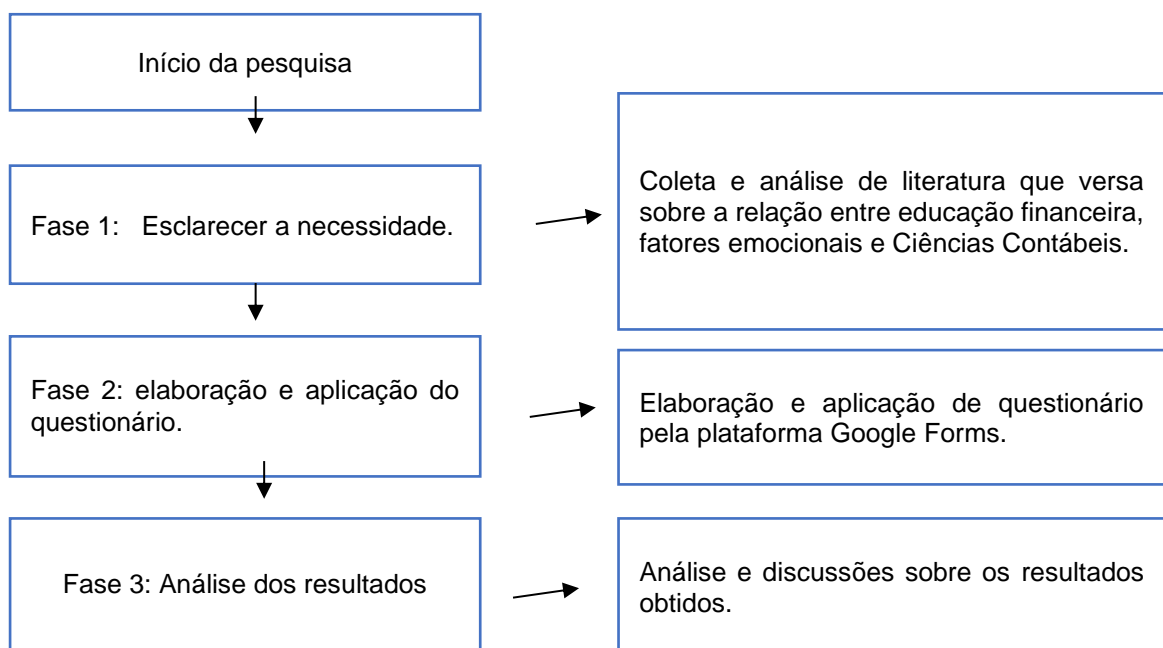 Início da pesquisa
Fase 1: Esclarecer a necessidade.
Coleta e análise de literatura que versa
sobre a relação entre educação financeira,
fatores emocionais e Ciências Contábeis.
Fase 2: elaboração e aplicação do
questionário.
Elaboração e aplicação de questionário
pela plataforma Google Forms.
Fase 3: Análise dos resultados
Análise e discussões sobre os resultados
obtidos.